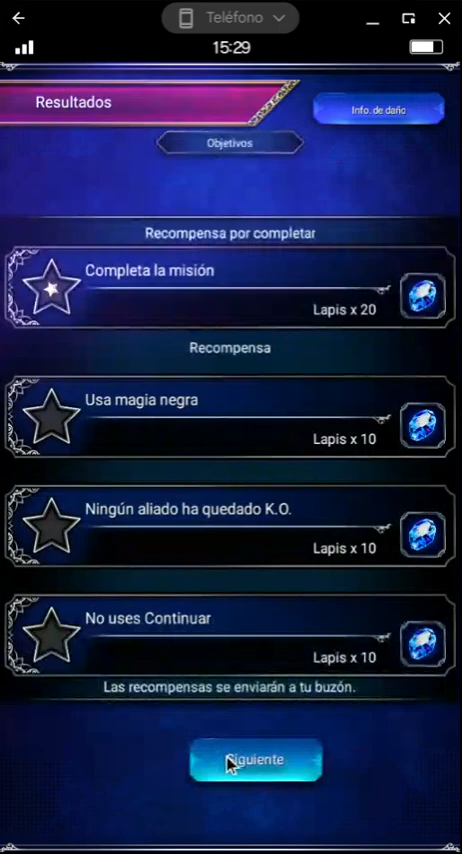 Teléfono
15:29
Resultados
Info. de daño
Objetivos
Recompensa por completar
Completa la misión
Lapis x 20
Recompensa
Usa magia negra
Lapis x 10
Ningún aliado ha quedado K.O.
Lapis x 10
No uses Continuar
Lapis x 10
Las recompensas se enviarán a tu buzón.
Siguiente